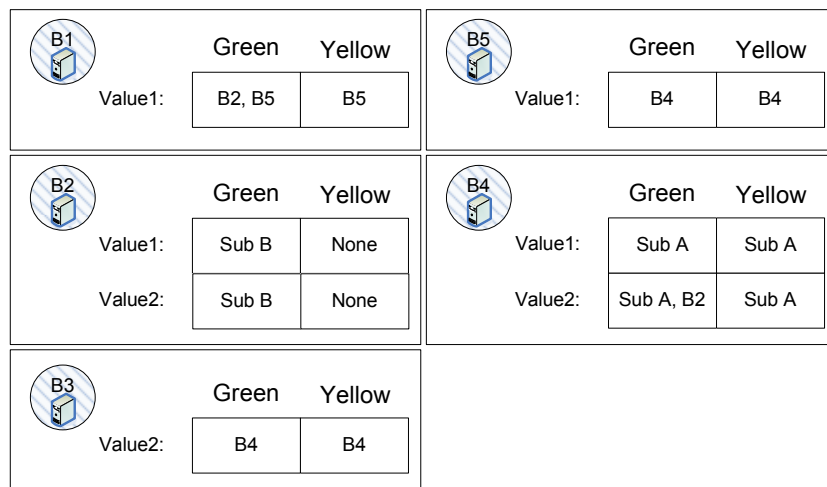 B1
Green Yellow
Value1: B2, B5 B5
B5
Green Yellow
Value1: B4 B4
B2
Green Yellow
Value1: Sub B None
Value2: Sub B None
B4
Green Yellow
Value1: Sub A Sub A
Value2: Sub A, B2 Sub A
B3
Green Yellow
Value2: B4 B4